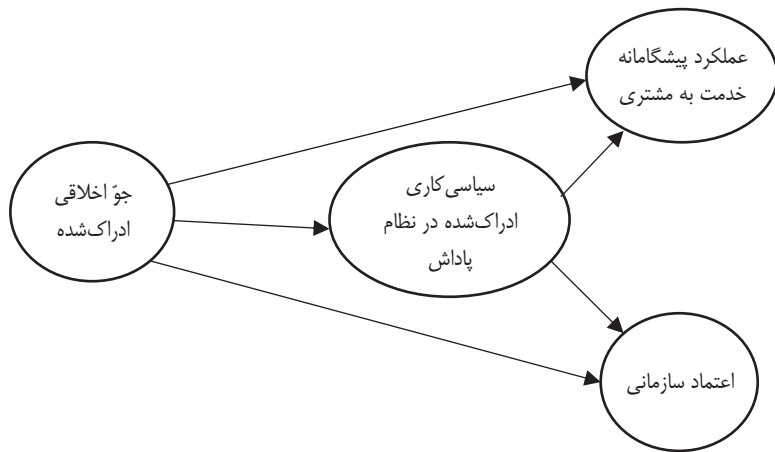 عملکرد پیشگامانه
خدمت به مشتری
جوّ اخلاقی
ادراک‌شده
سیاسی‌کاری
ادراک‌شده در نظام
پاداش
اعتماد سازمانی